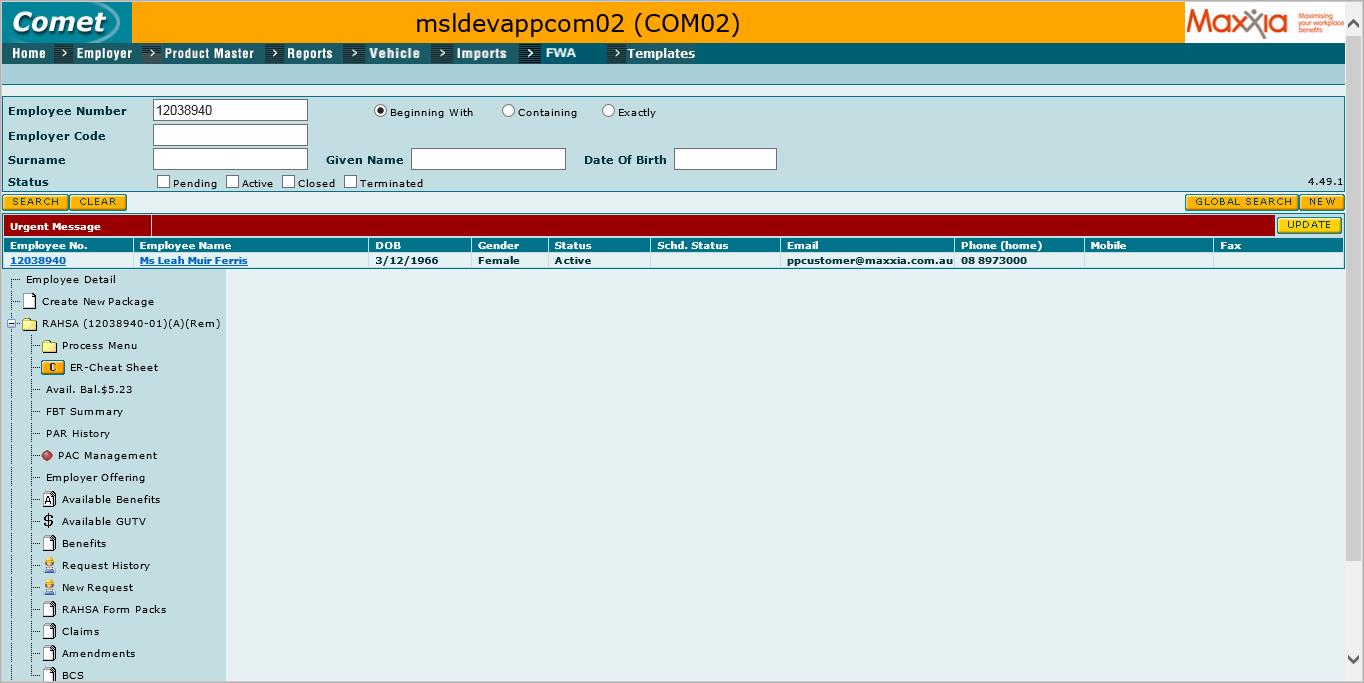 Comet msldevappcom02 (COM02) Maxxia Maximising your workplace benefits
Home > Employer > Product Master > Reports > Vehicle > Imports > FWA > Templates
Employee Number 12038940 Beginning With Containing Exactly
Employer Code
Surname Given Name Date Of Birth
Status Pending Active Closed Terminated 4.49.1
SEARCH CLEAR GLOBAL SEARCH NEW
Urgent Message UPDATE
Employee No. Employee Name DOB Gender Status Schd. Status Email Phone (home) Mobile Fax
12038940 Ms Leah Muir Ferris 3/12/1966 Female Active ppcustomer@maxxia.com.au 08 8973000
Employee Detail
Create New Package
RAHSA (12038940-01)(A)(Rem)
Process Menu
C ER-Cheat Sheet
Avail. Bal.$5.23
FBT Summary
PAR History
PAC Management
Employer Offering
A Available Benefits
$ Available GUTV
Benefits
Request History
New Request
RAHSA Form Packs
Claims
Amendments
BCS